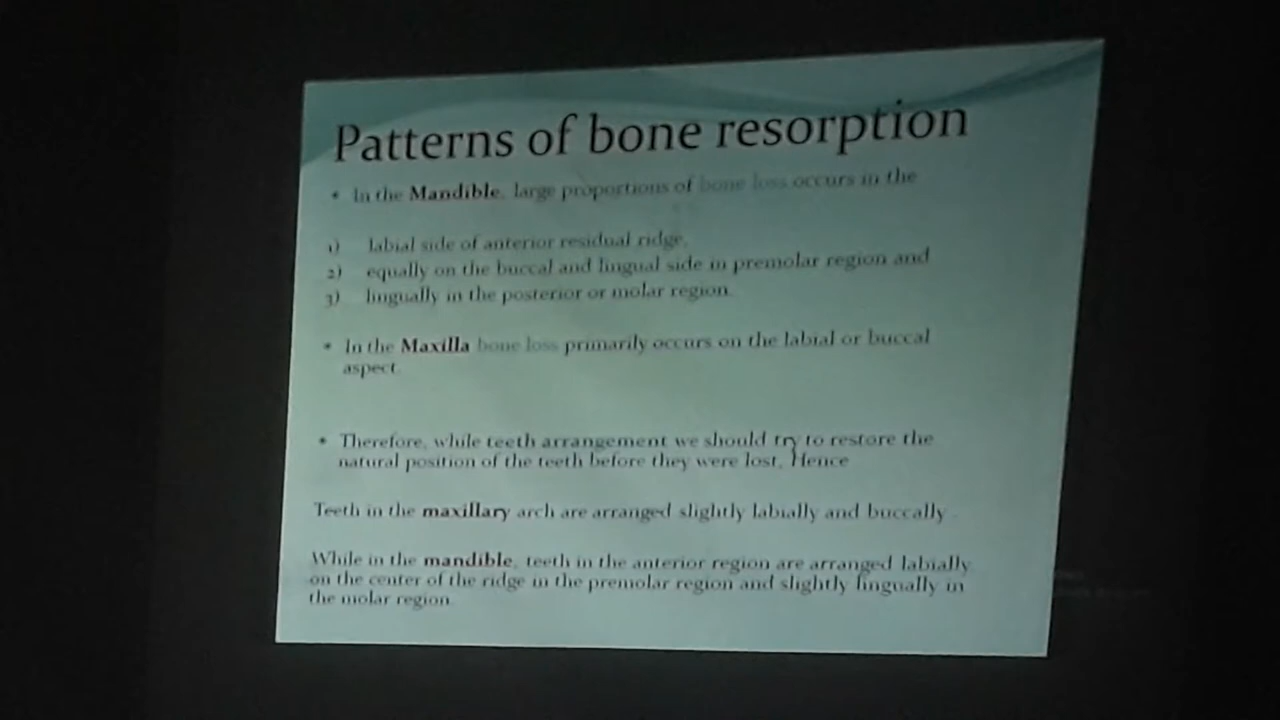 Patterns of bone resorption
• In the Mandible, large proportions of bone loss occurs in the
1) labial side of anterior residual ridge,
2) equally on the buccal and lingual side in premolar region and
3) lingually in the posterior or molar region.
• In the Maxilla bone loss primarily occurs on the labial or buccal
aspect.
• Therefore, while teeth arrangement we should try to restore the
natural position of the teeth before they were lost. Hence
Teeth in the maxillary arch are arranged slightly labially and buccally
While in the mandible, teeth in the anterior region are arranged labially
on the center of the ridge in the premolar region and slightly lingually in
the molar region.